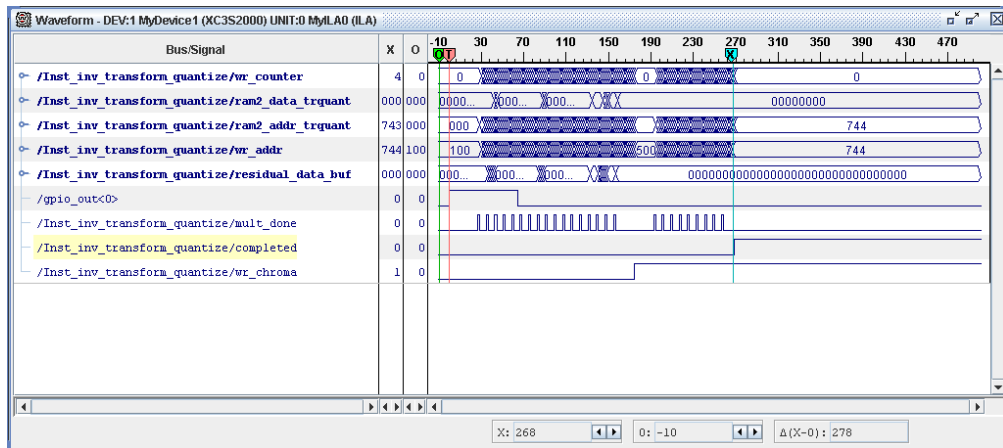 Waveform - DEV:1 MyDevice1 (XC3S2000) UNIT:0 MyILA0 (ILA)
Bus/Signal X O -10 30 70 110 150 190 230 270 310 350 390 430 470
O T X
/Inst_inv_transform_quantize/wr_counter 4 0 0 0 0
/Inst_inv_transform_quantize/ram2_data_trquant 000 000 0000... 000... 000... 00000000
/Inst_inv_transform_quantize/ram2_addr_trquant 743 000 000 744
/Inst_inv_transform_quantize/wr_addr 744 100 100 500 744
/Inst_inv_transform_quantize/residual_data_buf 000 000 000... 000... 000... 00000000000000000000000000000000
/gpio_out<0> 0 0
/Inst_inv_transform_quantize/mult_done 0 0
/Inst_inv_transform_quantize/completed 0 0
/Inst_inv_transform_quantize/wr_chroma 1 0
X: 268 O: -10 Δ(X-O): 278